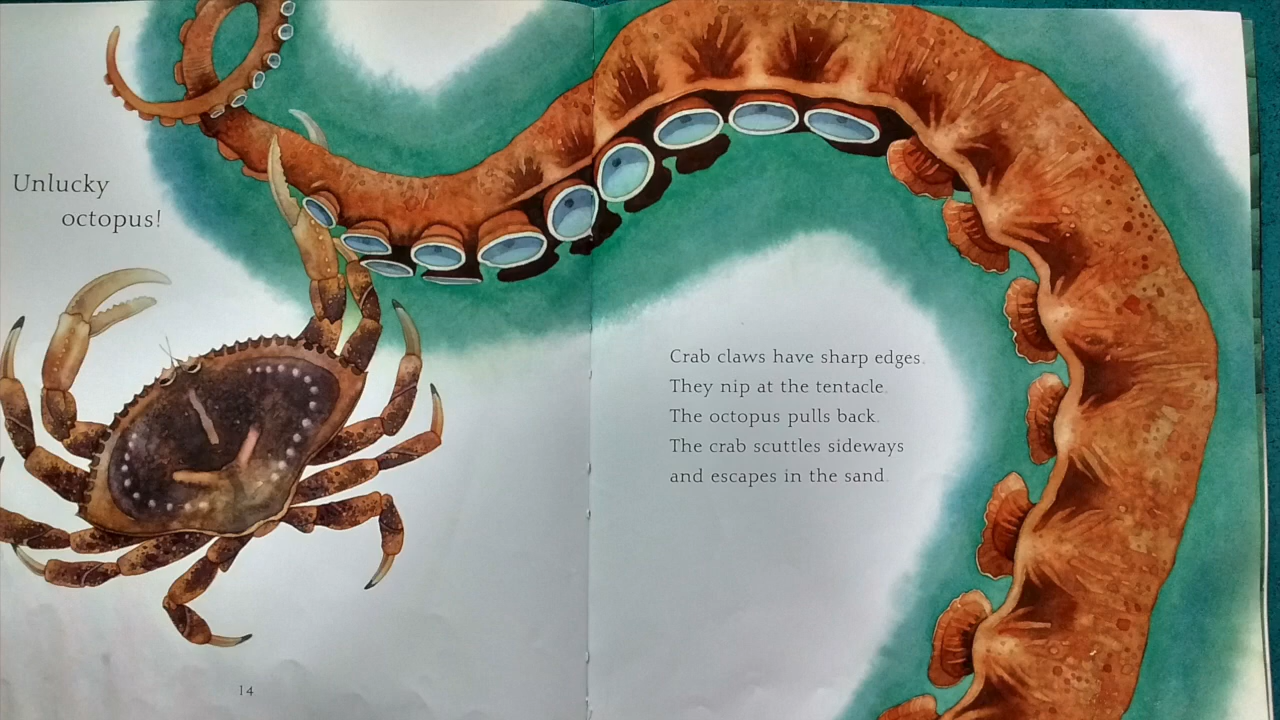 Unlucky
octopus!
Crab claws have sharp edges.
They nip at the tentacle.
The octopus pulls back.
The crab scuttles sideways
and escapes in the sand.
14